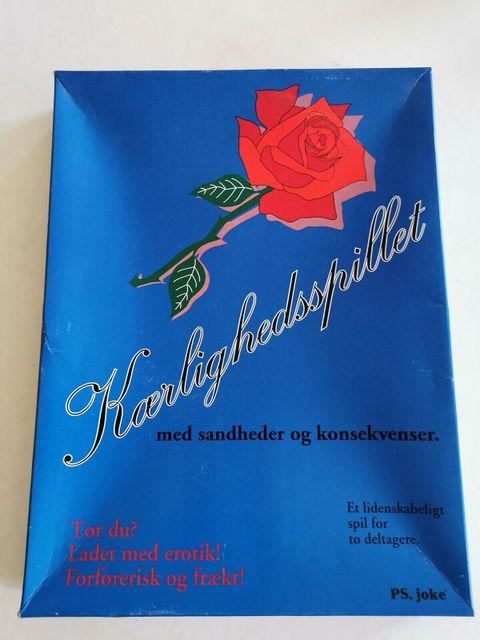 Kærlighedsspillet
med sandheder og konsekvenser.
Et lidenskabeligt
spil for
to deltagere.
Tør du?
Ladet med erotik!
Forførerisk og frækt!
PS. joke